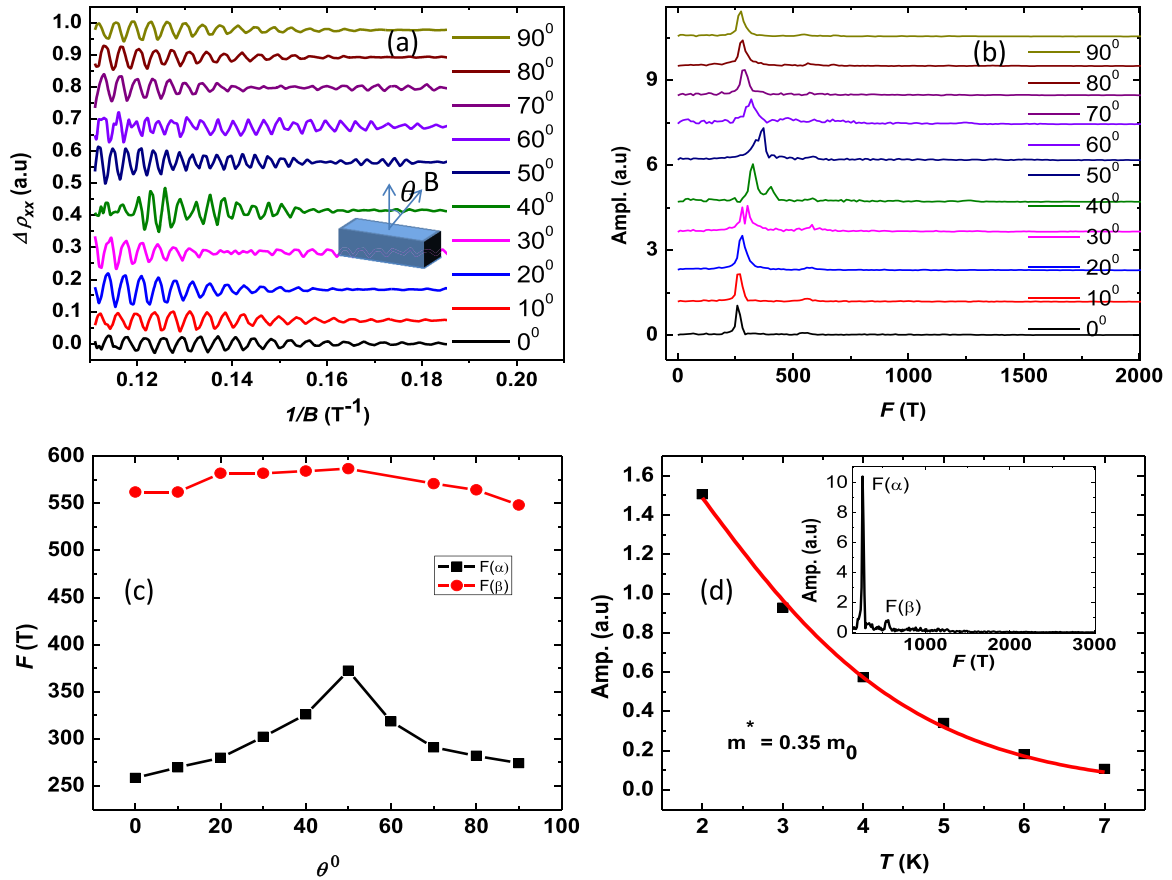 (a)
1.0
0.9
0.8
0.7
0.6
0.5
0.4
0.3
0.2
0.1
0.0
Δ ρxx (a.u)
90⁰
80⁰
70⁰
60⁰
50⁰
40⁰
30⁰
20⁰
10⁰
0⁰
θ B
0.12 0.14 0.16 0.18 0.20
1/B (T⁻¹)
(b)
9
6
3
0
Ampl. (a.u)
90⁰
80⁰
70⁰
60⁰
50⁰
40⁰
30⁰
20⁰
10⁰
0⁰
0 500 1000 1500 2000
F (T)
600
550
500
450
400
350
300
250
F (T)
(c)
F(α)
F(β)
0 20 40 60 80 100
θ⁰
1.6
1.4
1.2
1.0
0.8
0.6
0.4
0.2
0.0
Amp. (a.u)
(d)
m* = 0.35 m₀
2 3 4 5 6 7
T (K)
10
8
6
4
2
0
Amp. (a.u)
F(α)
F(β)
1000 2000 3000
F (T)